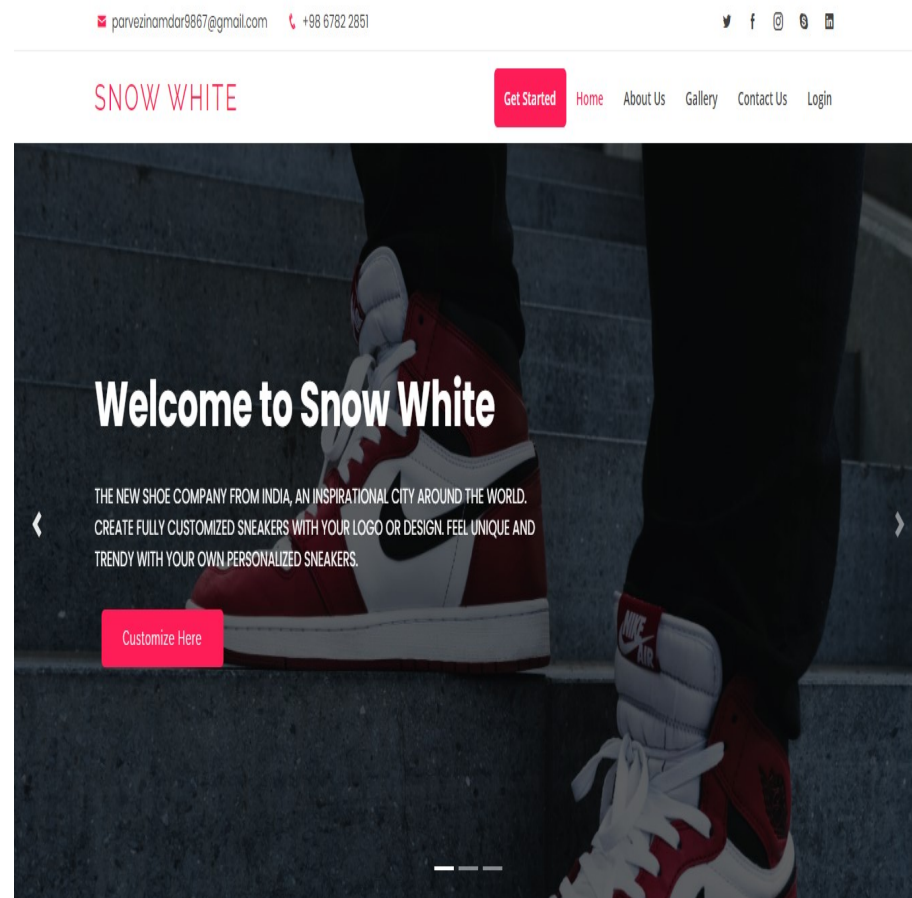 parvezinamdar9867@gmail.com +98 6782 2851
SNOW WHITE
Get Started Home About Us Gallery Contact Us Login
Welcome to Snow White
THE NEW SHOE COMPANY FROM INDIA, AN INSPIRATIONAL CITY AROUND THE WORLD.
CREATE FULLY CUSTOMIZED SNEAKERS WITH YOUR LOGO OR DESIGN. FEEL UNIQUE AND
TRENDY WITH YOUR OWN PERSONALIZED SNEAKERS.
Customize Here
NIKE
AIR